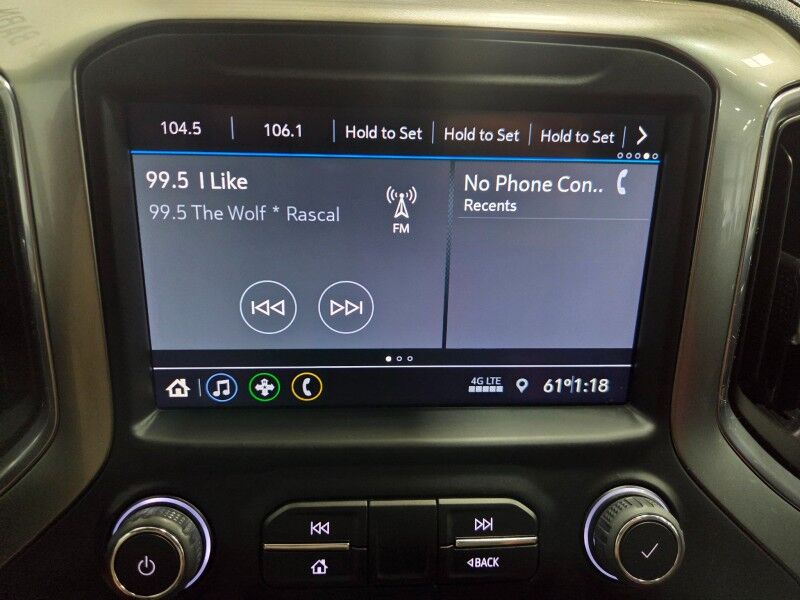 104.5 106.1 Hold to Set Hold to Set Hold to Set
99.5 I Like
99.5 The Wolf * Rascal
FM
No Phone Con..
Recents
4G LTE
61° 1:18
BACK